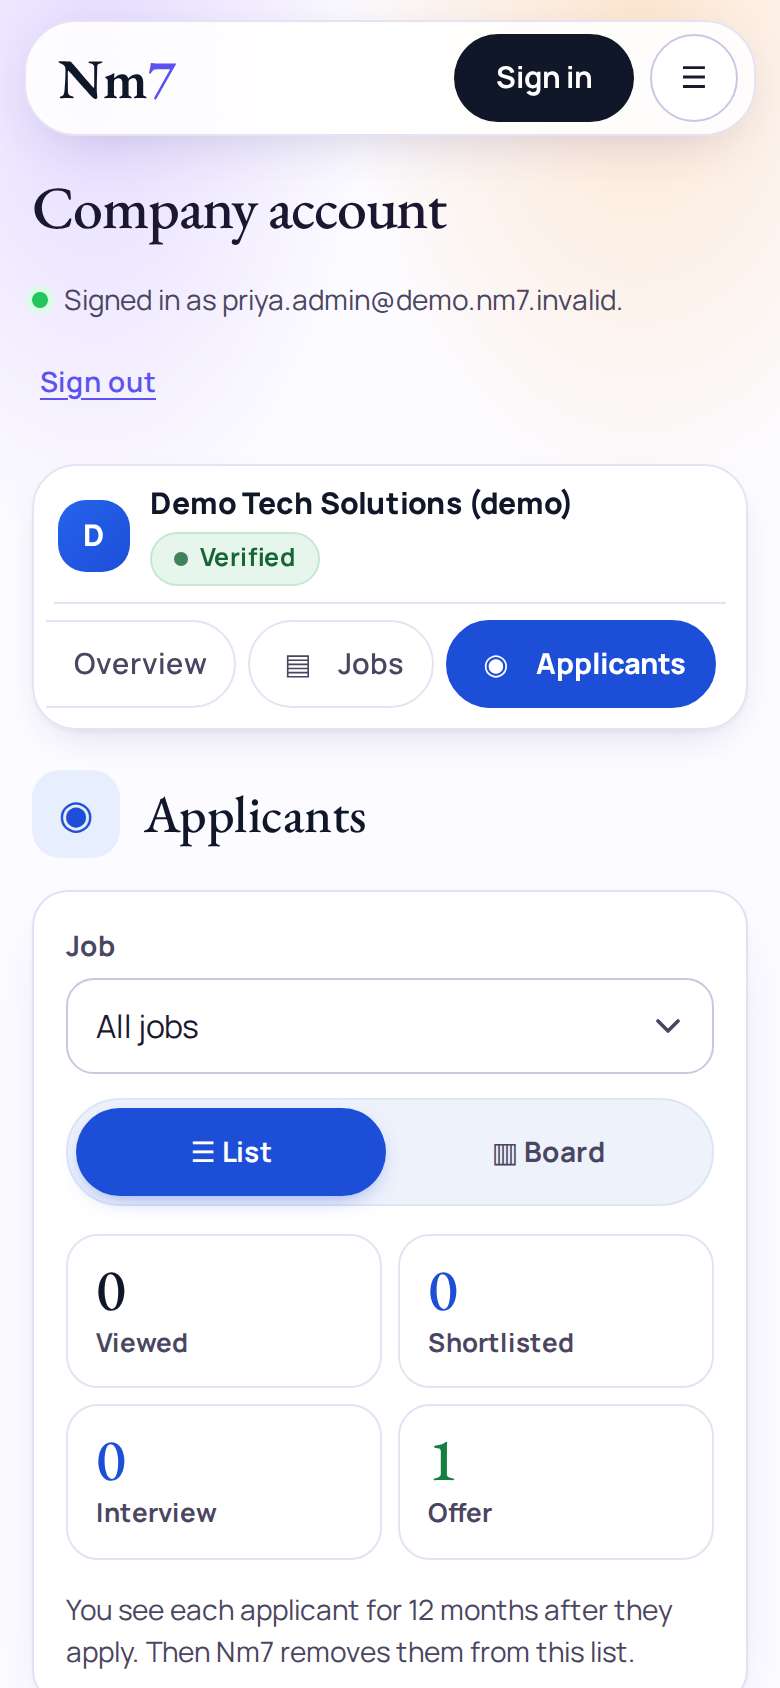 Nm7
Sign in
Company account
Signed in as priya.admin@demo.nm7.invalid.
Sign out
D
Demo Tech Solutions (demo)
Verified
Overview
Jobs
Applicants
Applicants
Job
All jobs
List
Board
0
Viewed
0
Shortlisted
0
Interview
1
Offer
You see each applicant for 12 months after they
apply. Then Nm7 removes them from this list.